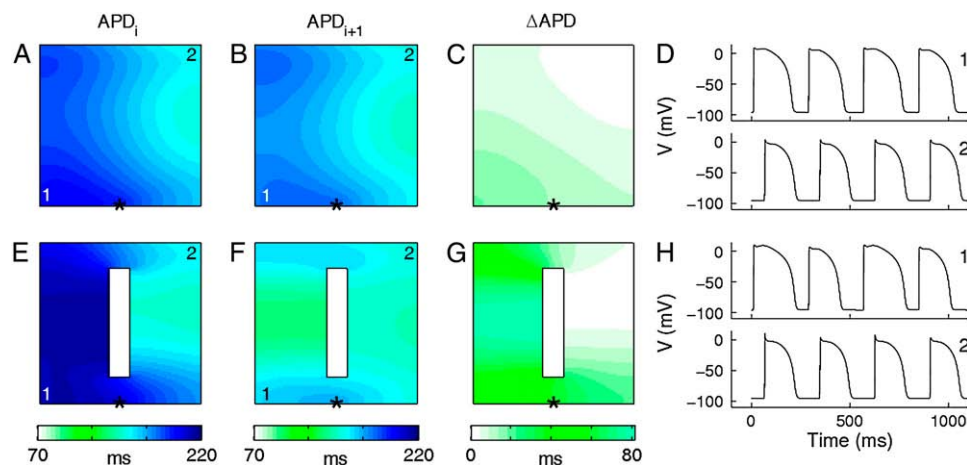 APDi APDi+1 ΔAPD
A 2 B 2 C D 0 −50 −100 V (mV) 1
1 * 1 * * 0 −50 −100 V (mV) 2
E 2 F 2 G H 0 −50 −100 V (mV) 1
1 * 1 * * 0 −50 −100 V (mV) 2
0 500 1000
Time (ms)
70 ms 220 70 ms 220 0 ms 80